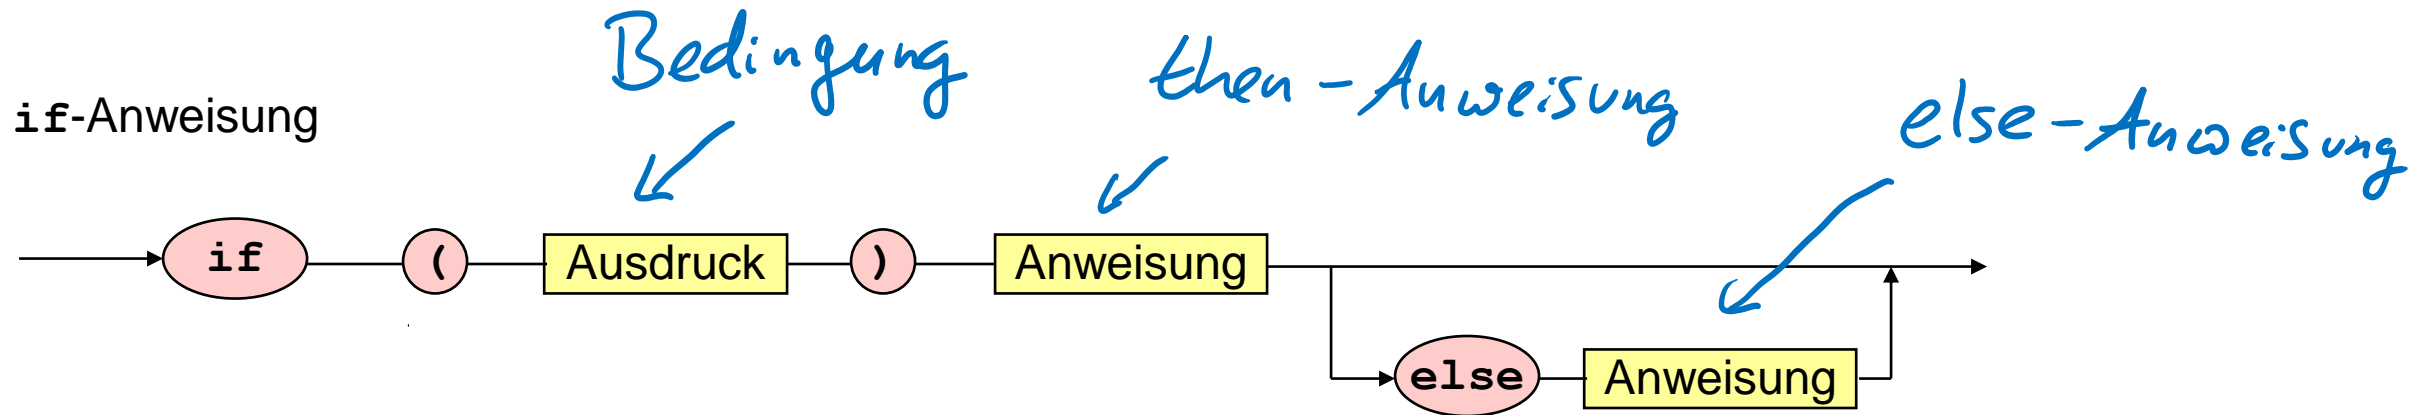 Bedingung
then-Anweisung
if-Anweisung
else-Anweisung
if ( Ausdruck ) Anweisung
else Anweisung